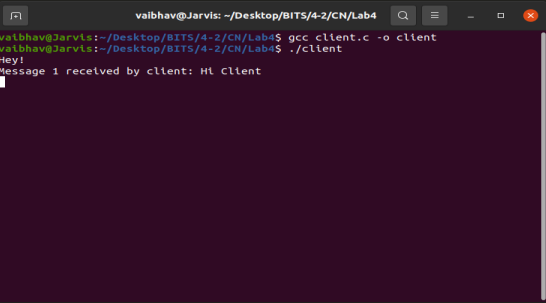 vaibhav@Jarvis: ~/Desktop/BITS/4-2/CN/Lab4
vaibhav@Jarvis:~/Desktop/BITS/4-2/CN/Lab4$ gcc client.c -o client
vaibhav@Jarvis:~/Desktop/BITS/4-2/CN/Lab4$ ./client
Hey!
Message 1 received by client: Hi Client